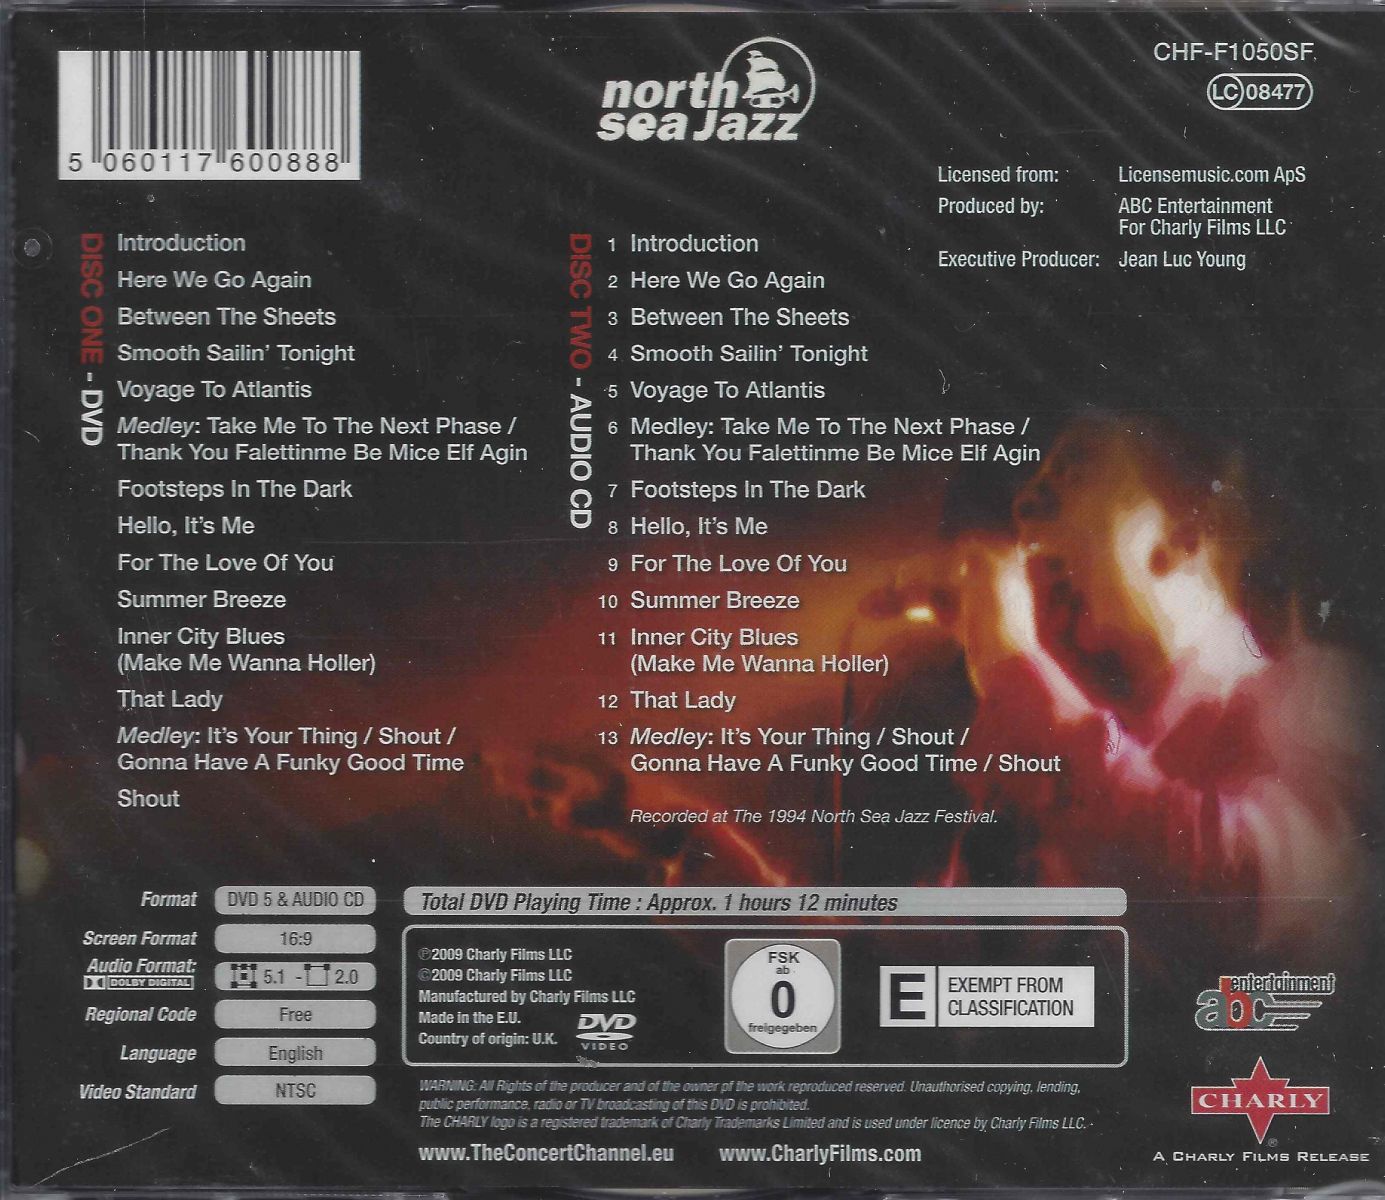 5 060117 600888
north
sea Jazz
CHF-F1050SF
LC 08477
Licensed from: Licensemusic.com ApS
Produced by: ABC Entertainment
For Charly Films LLC
Executive Producer: Jean Luc Young
DISC ONE - DVD
Introduction
Here We Go Again
Between The Sheets
Smooth Sailin' Tonight
Voyage To Atlantis
Medley: Take Me To The Next Phase /
Thank You Falettinme Be Mice Elf Agin
Footsteps In The Dark
Hello, It's Me
For The Love Of You
Summer Breeze
Inner City Blues
(Make Me Wanna Holler)
That Lady
Medley: It's Your Thing / Shout /
Gonna Have A Funky Good Time
Shout
DISC TWO - AUDIO CD
1 Introduction
2 Here We Go Again
3 Between The Sheets
4 Smooth Sailin' Tonight
5 Voyage To Atlantis
6 Medley: Take Me To The Next Phase /
Thank You Falettinme Be Mice Elf Agin
7 Footsteps In The Dark
8 Hello, It's Me
9 For The Love Of You
10 Summer Breeze
11 Inner City Blues
(Make Me Wanna Holler)
12 That Lady
13 Medley: It's Your Thing / Shout /
Gonna Have A Funky Good Time / Shout
Recorded at The 1994 North Sea Jazz Festival.
Format DVD 5 & AUDIO CD
Screen Format 16:9
Audio Format: 5.1 - 2.0
DOLBY DIGITAL
Regional Code Free
Language English
Video Standard NTSC
Total DVD Playing Time : Approx. 1 hours 12 minutes
℗2009 Charly Films LLC
©2009 Charly Films LLC
Manufactured by Charly Films LLC
Made in the E.U.
Country of origin: U.K.
DVD
VIDEO
FSK
ab
0
freigegeben
E EXEMPT FROM
CLASSIFICATION
WARNING: All Rights of the producer and of the owner of the work reproduced reserved. Unauthorised copying, lending,
public performance, radio or TV broadcasting of this DVD is prohibited.
The CHARLY logo is a registered trademark of Charly Trademarks Limited and is used under licence by Charly Films LLC.
www.TheConcertChannel.eu www.CharlyFilms.com
abc entertainment
CHARLY
®
A CHARLY FILMS RELEASE